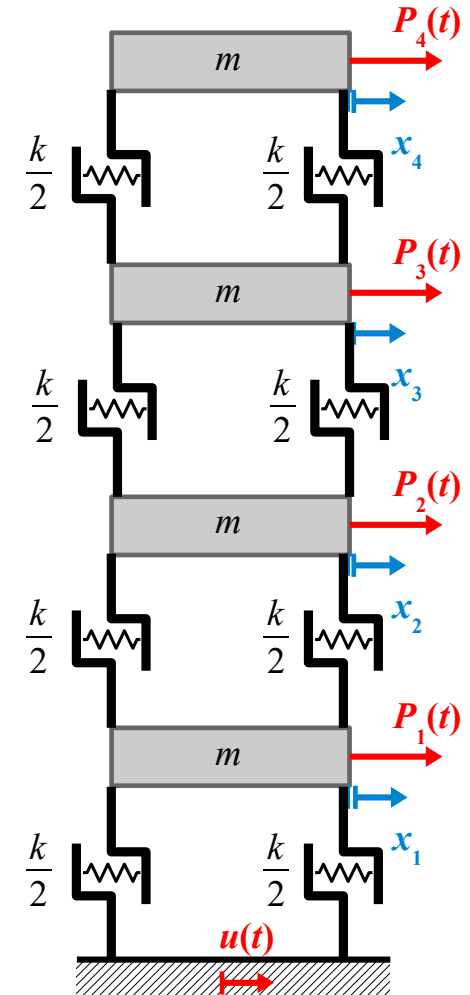 P₄(t)
m
x₄
k/2
k/2
P₃(t)
m
x₃
k/2
k/2
P₂(t)
m
x₂
k/2
k/2
P₁(t)
m
x₁
k/2
k/2
u(t)